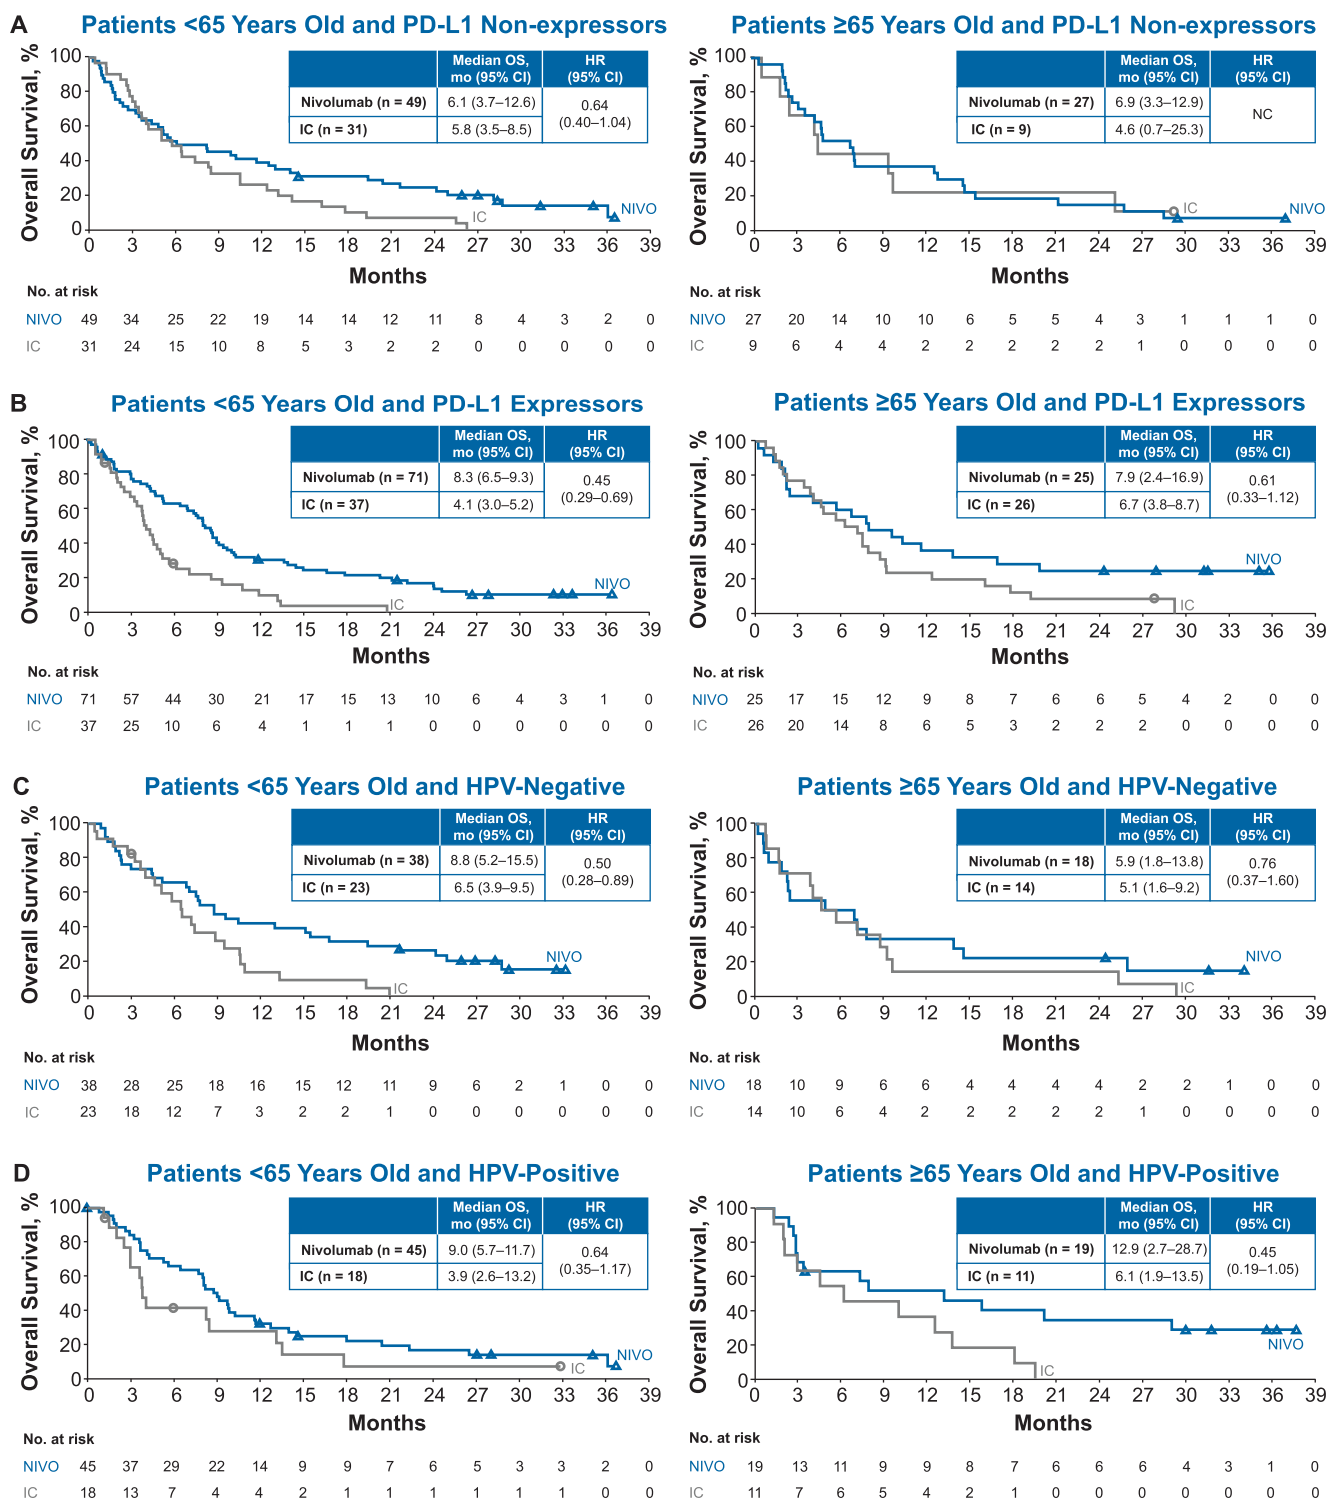 A
Patients <65 Years Old and PD-L1 Non-expressors
Overall Survival, %
100
80
60
40
20
0
Median OS, mo (95% CI)
HR (95% CI)
Nivolumab (n = 49)
6.1 (3.7–12.6)
0.64 (0.40–1.04)
IC (n = 31)
5.8 (3.5–8.5)
IC
NIVO
0 3 6 9 12 15 18 21 24 27 30 33 36 39
Months
No. at risk
NIVO 49 34 25 22 19 14 14 12 11 8 4 3 2 0
IC 31 24 15 10 8 5 3 2 2 0 0 0 0 0
Patients ≥65 Years Old and PD-L1 Non-expressors
Overall Survival, %
100
80
60
40
20
0
Median OS, mo (95% CI)
HR (95% CI)
Nivolumab (n = 27)
6.9 (3.3–12.9)
NC
IC (n = 9)
4.6 (0.7–25.3)
IC
NIVO
0 3 6 9 12 15 18 21 24 27 30 33 36 39
Months
No. at risk
NIVO 27 20 14 10 10 6 5 5 4 3 1 1 1 0
IC 9 6 4 4 2 2 2 2 2 1 0 0 0 0
B
Patients <65 Years Old and PD-L1 Expressors
Overall Survival, %
100
80
60
40
20
0
Median OS, mo (95% CI)
HR (95% CI)
Nivolumab (n = 71)
8.3 (6.5–9.3)
0.45 (0.29–0.69)
IC (n = 37)
4.1 (3.0–5.2)
NIVO
IC
0 3 6 9 12 15 18 21 24 27 30 33 36 39
Months
No. at risk
NIVO 71 57 44 30 21 17 15 13 10 6 4 3 1 0
IC 37 25 10 6 4 1 1 1 0 0 0 0 0 0
Patients ≥65 Years Old and PD-L1 Expressors
Overall Survival, %
100
80
60
40
20
0
Median OS, mo (95% CI)
HR (95% CI)
Nivolumab (n = 25)
7.9 (2.4–16.9)
0.61 (0.33–1.12)
IC (n = 26)
6.7 (3.8–8.7)
NIVO
IC
0 3 6 9 12 15 18 21 24 27 30 33 36 39
Months
No. at risk
NIVO 25 17 15 12 9 8 7 6 6 5 4 2 0 0
IC 26 20 14 8 6 5 3 2 2 2 0 0 0 0
C
Patients <65 Years Old and HPV-Negative
Overall Survival, %
100
80
60
40
20
0
Median OS, mo (95% CI)
HR (95% CI)
Nivolumab (n = 38)
8.8 (5.2–15.5)
0.50 (0.28–0.89)
IC (n = 23)
6.5 (3.9–9.5)
NIVO
IC
0 3 6 9 12 15 18 21 24 27 30 33 36 39
Months
No. at risk
NIVO 38 28 25 18 16 15 12 11 9 6 2 1 0 0
IC 23 18 12 7 3 2 2 1 0 0 0 0 0 0
Patients ≥65 Years Old and HPV-Negative
Overall Survival, %
100
80
60
40
20
0
Median OS, mo (95% CI)
HR (95% CI)
Nivolumab (n = 18)
5.9 (1.8–13.8)
0.76 (0.37–1.60)
IC (n = 14)
5.1 (1.6–9.2)
NIVO
IC
0 3 6 9 12 15 18 21 24 27 30 33 36 39
Months
No. at risk
NIVO 18 10 9 6 6 4 4 4 4 2 2 1 0 0
IC 14 10 6 4 2 2 2 2 2 1 0 0 0 0
D
Patients <65 Years Old and HPV-Positive
Overall Survival, %
100
80
60
40
20
0
Median OS, mo (95% CI)
HR (95% CI)
Nivolumab (n = 45)
9.0 (5.7–11.7)
0.64 (0.35–1.17)
IC (n = 18)
3.9 (2.6–13.2)
NIVO
IC
0 3 6 9 12 15 18 21 24 27 30 33 36 39
Months
No. at risk
NIVO 45 37 29 22 14 9 9 7 6 5 3 3 2 0
IC 18 13 7 4 4 2 1 1 1 1 1 1 0 0
Patients ≥65 Years Old and HPV-Positive
Overall Survival, %
100
80
60
40
20
0
Median OS, mo (95% CI)
HR (95% CI)
Nivolumab (n = 19)
12.9 (2.7–28.7)
0.45 (0.19–1.05)
IC (n = 11)
6.1 (1.9–13.5)
NIVO
IC
0 3 6 9 12 15 18 21 24 27 30 33 36 39
Months
No. at risk
NIVO 19 13 11 9 9 8 7 6 6 6 4 3 1 0
IC 11 7 6 5 4 2 1 0 0 0 0 0 0 0